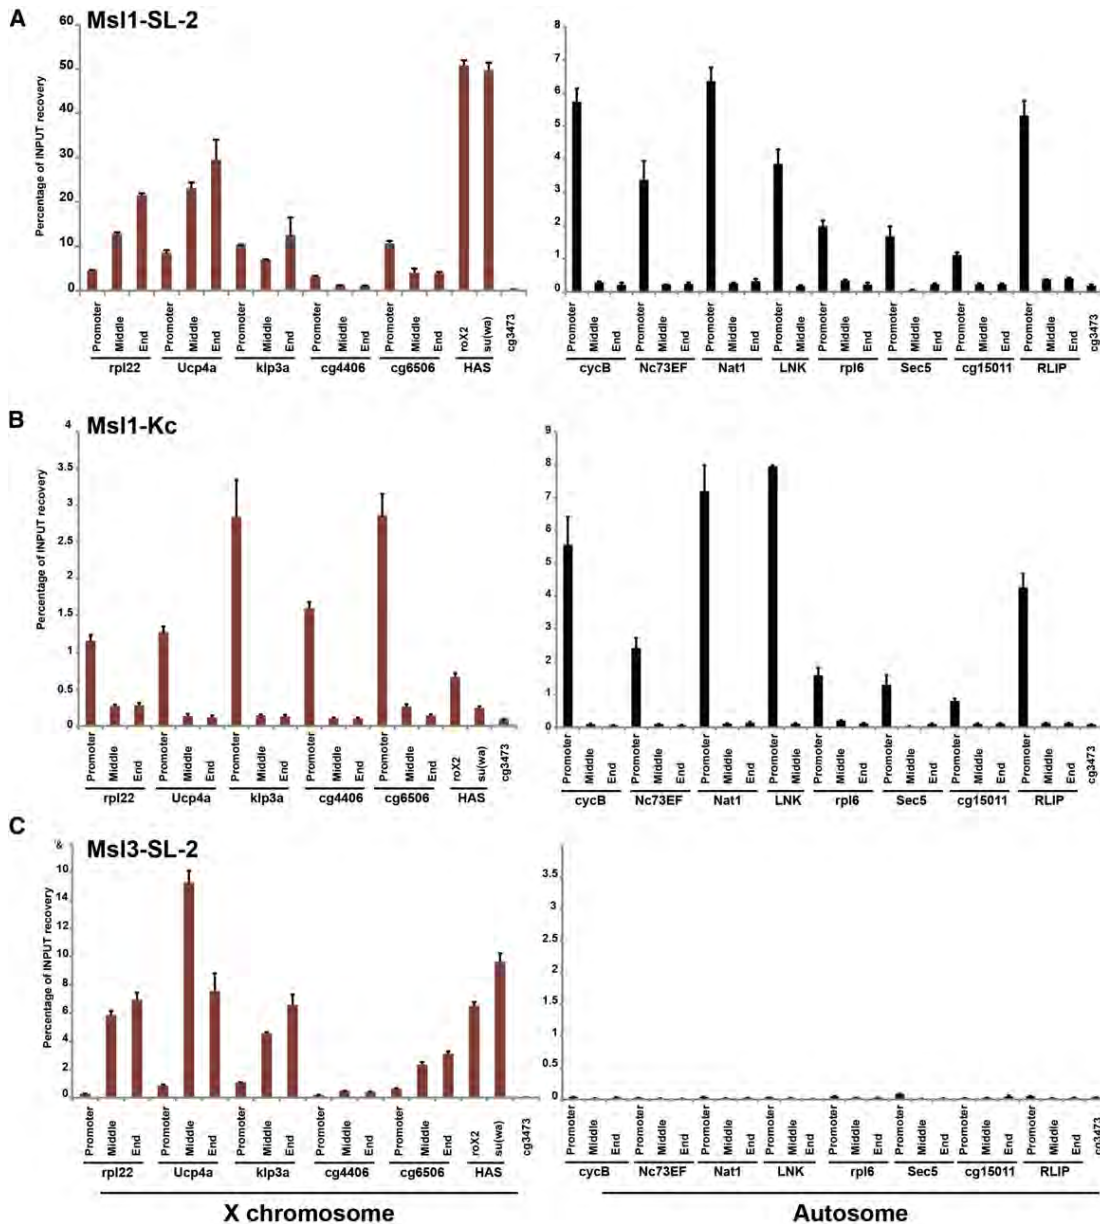 A
Msl1-SL-2
Percentage of INPUT recovery
60
50
40
30
20
10
0
Promoter Middle End Promoter Middle End Promoter Middle End Promoter Middle End Promoter Middle End roX2 su(wa) cg3473
rpl22 Ucp4a klp3a cg4406 cg6506 HAS
8
7
6
5
4
3
2
1
0
Promoter Middle End Promoter Middle End Promoter Middle End Promoter Middle Promoter Middle End Promoter Middle End Promoter Middle End Promoter Middle End cg3473
cycB Nc73EF Nat1 LNK rpl6 Sec5 cg15011 RLIP
B
Msl1-Kc
Percentage of INPUT recovery
4
3.5
3
2.5
2
1.5
1
0.5
0
Promoter Middle End Promoter Middle End Promoter Middle End Promoter Middle End Promoter Middle End roX2 su(wa) cg3473
rpl22 Ucp4a klp3a cg4406 cg6506 HAS
9
8
7
6
5
4
3
2
1
0
Promoter Middle End Promoter Middle End Promoter Middle End Promoter Middle Promoter Middle End Promoter Middle End Promoter Middle End Promoter Middle End cg3473
cycB Nc73EF Nat1 LNK rpl6 Sec5 cg15011 RLIP
C
Msl3-SL-2
Percentage of INPUT recovery
10
14
12
10
8
6
4
2
0
Promoter Middle End Promoter Middle End Promoter Middle End Promoter Middle End Promoter Middle End roX2 su(wa) cg3473
rpl22 Ucp4a klp3a cg4406 cg6506 HAS
3.5
3
2.5
2
1.5
1
0.5
0
Promoter Middle End Promoter Middle End Promoter Middle End Promoter Middle End Promoter Middle End Promoter Middle End Promoter Middle End Promoter Middle End cg3473
cycB Nc73EF Nat1 LNK rpl6 Sec5 cg15011 RLIP
X chromosome
Autosome